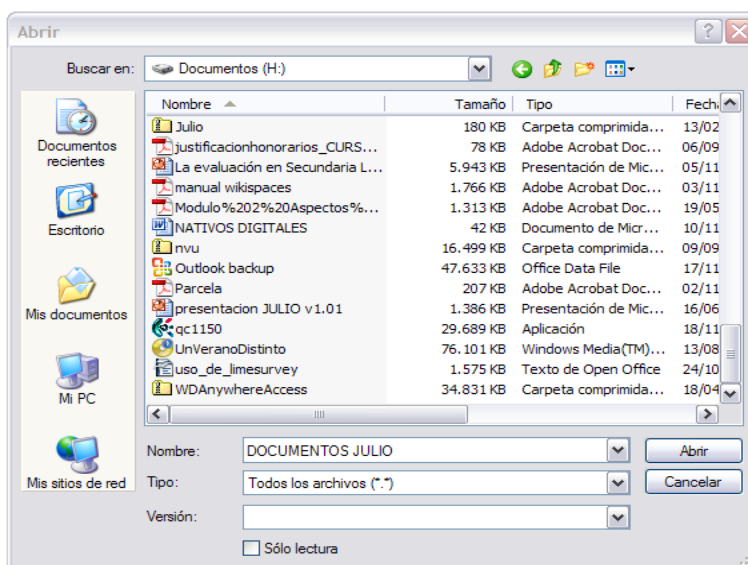 Abrir
Buscar en: Documentos (H:)
Nombre Tamaño Tipo Fech
Julio 180 KB Carpeta comprimida... 13/02
justificacionhonorarios_CURS... 78 KB Adobe Acrobat Doc... 06/09
La evaluación en Secundaria L... 5.943 KB Presentación de Mic... 05/11
manual wikispaces 1.766 KB Adobe Acrobat Doc... 03/11
Modulo%202%20Aspectos%... 1.313 KB Adobe Acrobat Doc... 19/05
NATIVOS DIGITALES 42 KB Documento de Micr... 10/11
nvu 16.499 KB Carpeta comprimida... 09/09
Outlook backup 47.633 KB Office Data File 17/11
Parcela 207 KB Adobe Acrobat Doc... 02/11
presentacion JULIO v1.01 1.386 KB Presentación de Mic... 16/06
qc1150 29.689 KB Aplicación 18/11
UnVeranoDistinto 76.101 KB Windows Media(TM)... 13/08
uso_de_limesurvey 1.575 KB Texto de Open Office 24/10
WDAnywhereAccess 34.831 KB Carpeta comprimida... 18/04
Documentos
recientes
Escritorio
Mis documentos
Mi PC
Mis sitios de red
Nombre: DOCUMENTOS JULIO Abrir
Tipo: Todos los archivos (*.*) Cancelar
Versión:
Sólo lectura